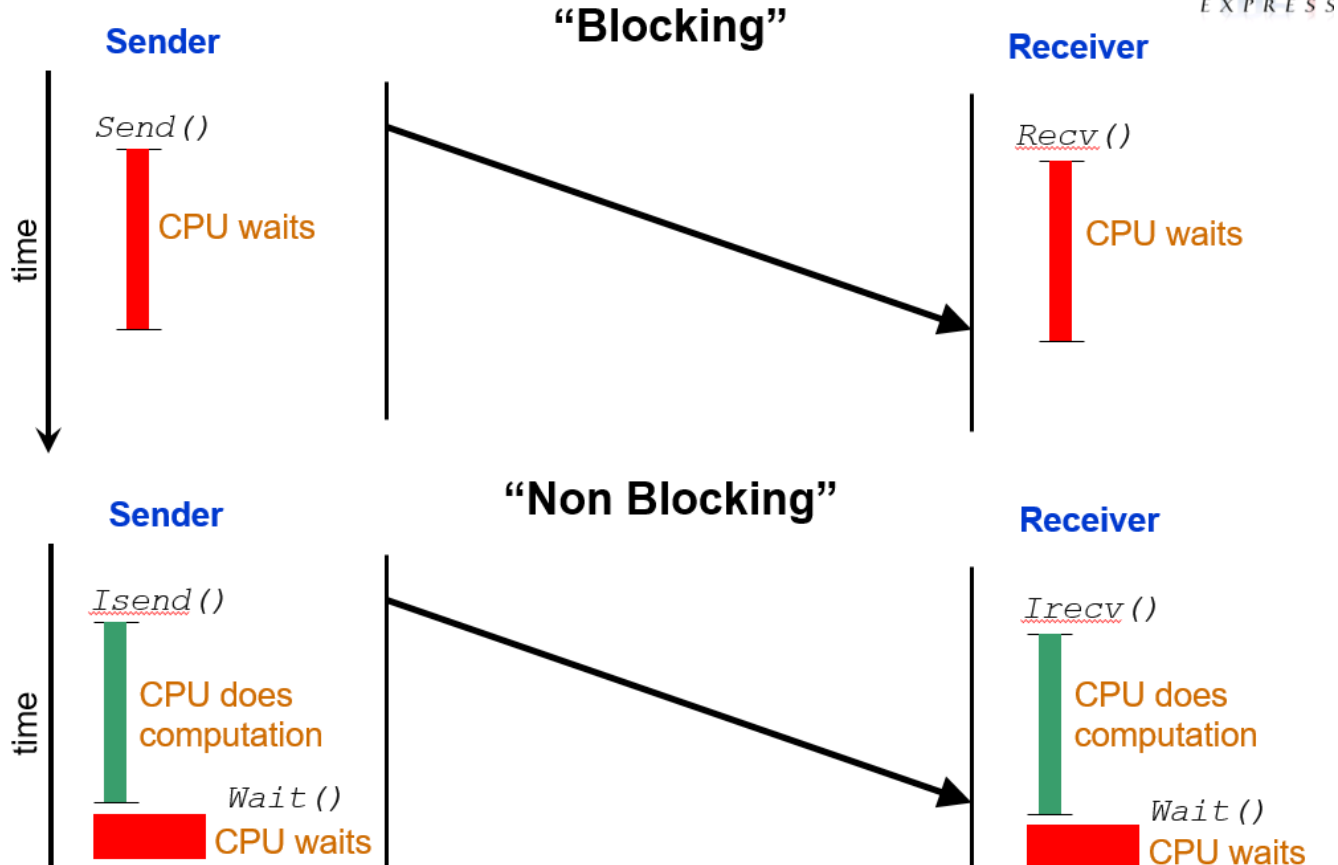 EXPRESS
“Blocking”
Sender
Receiver
Send()
Recv()
CPU waits
CPU waits
time
“Non Blocking”
Sender
Receiver
Isend()
Irecv()
CPU does
computation
CPU does
computation
time
Wait()
CPU waits
Wait()
CPU waits